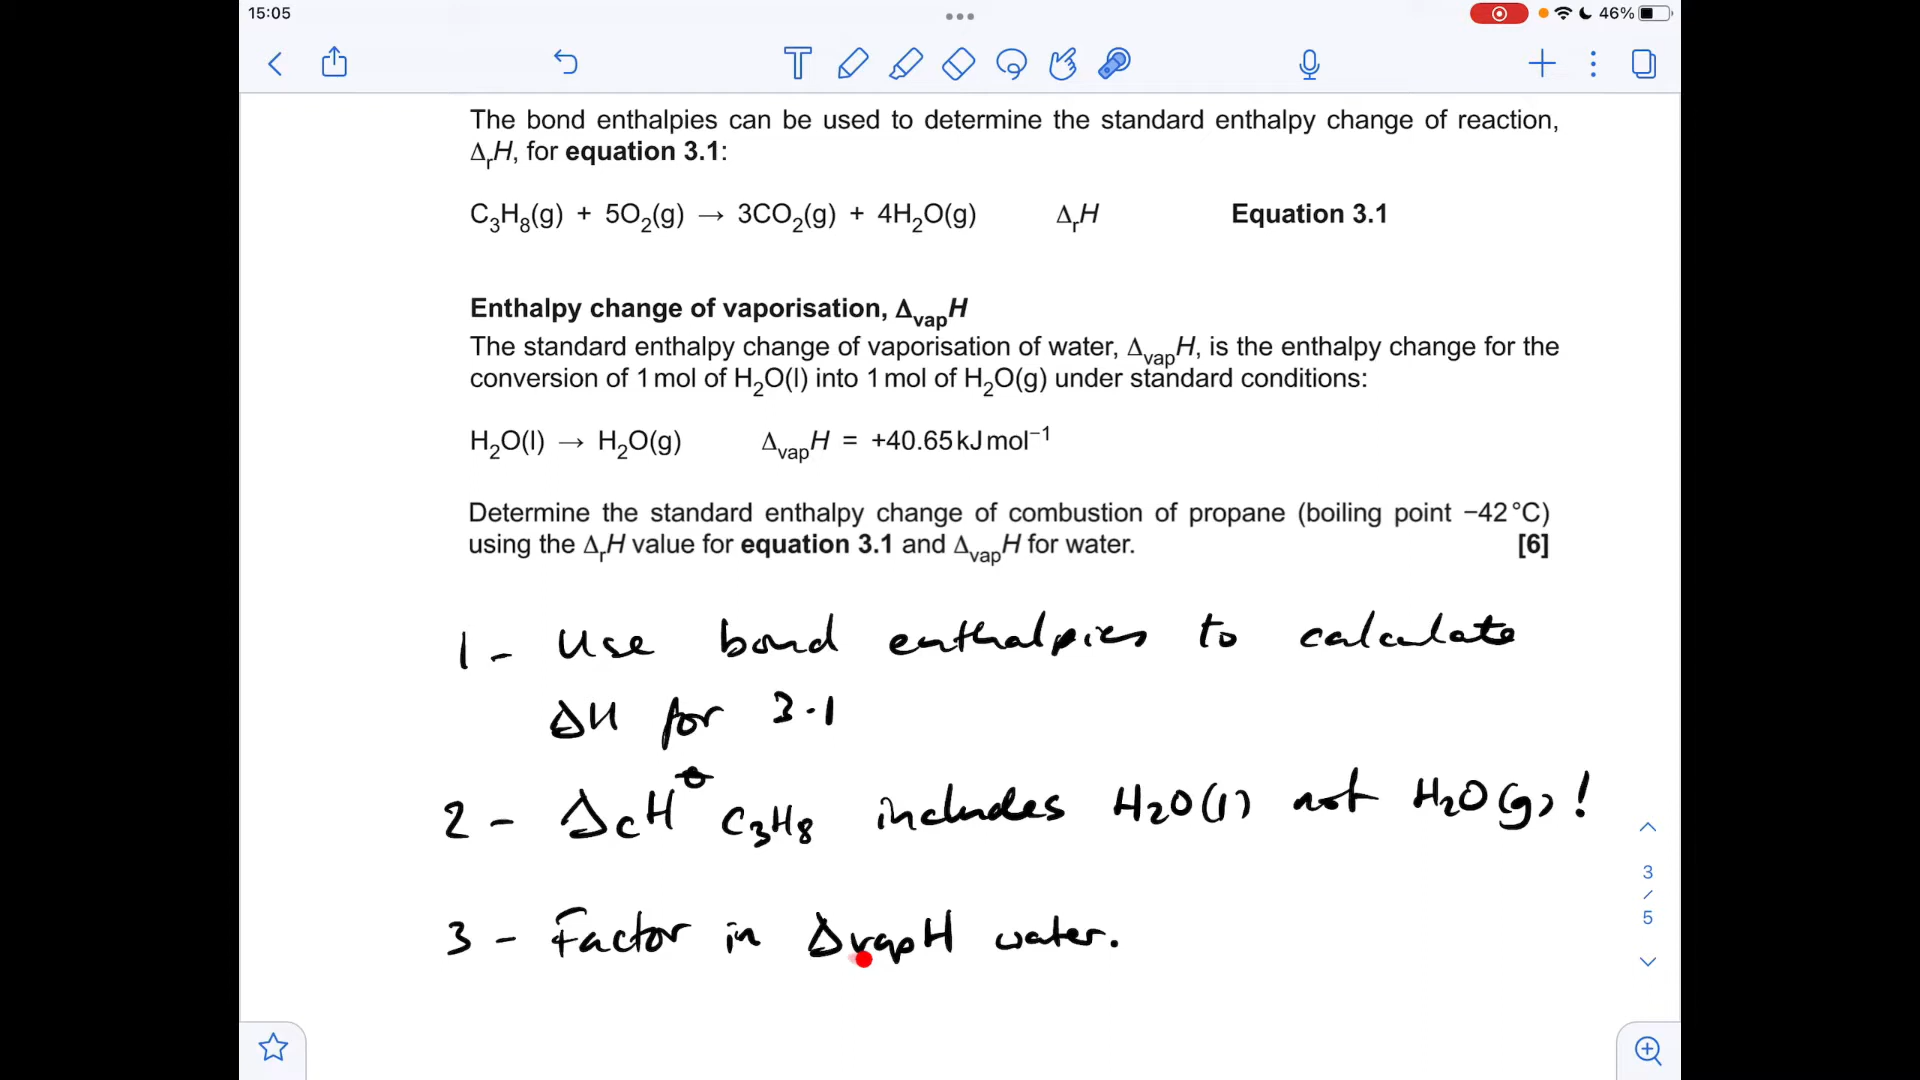 15:05
46%
The bond enthalpies can be used to determine the standard enthalpy change of reaction,
ΔᵣH, for equation 3.1:
C₃H₈(g) + 5O₂(g) → 3CO₂(g) + 4H₂O(g) ΔᵣH Equation 3.1
Enthalpy change of vaporisation, Δ_vapH
The standard enthalpy change of vaporisation of water, Δ_vapH, is the enthalpy change for the
conversion of 1 mol of H₂O(l) into 1 mol of H₂O(g) under standard conditions:
H₂O(l) → H₂O(g) Δ_vapH = +40.65 kJ mol⁻¹
Determine the standard enthalpy change of combustion of propane (boiling point −42 °C)
using the ΔᵣH value for equation 3.1 and Δ_vapH for water. [6]
1 - Use bond enthalpies to calculate
ΔH for 3.1
2 - ΔcH⦵ C₃H₈ includes H₂O(l) not H₂O(g)!
3 - Factor in ΔvapH water.
3
/
5